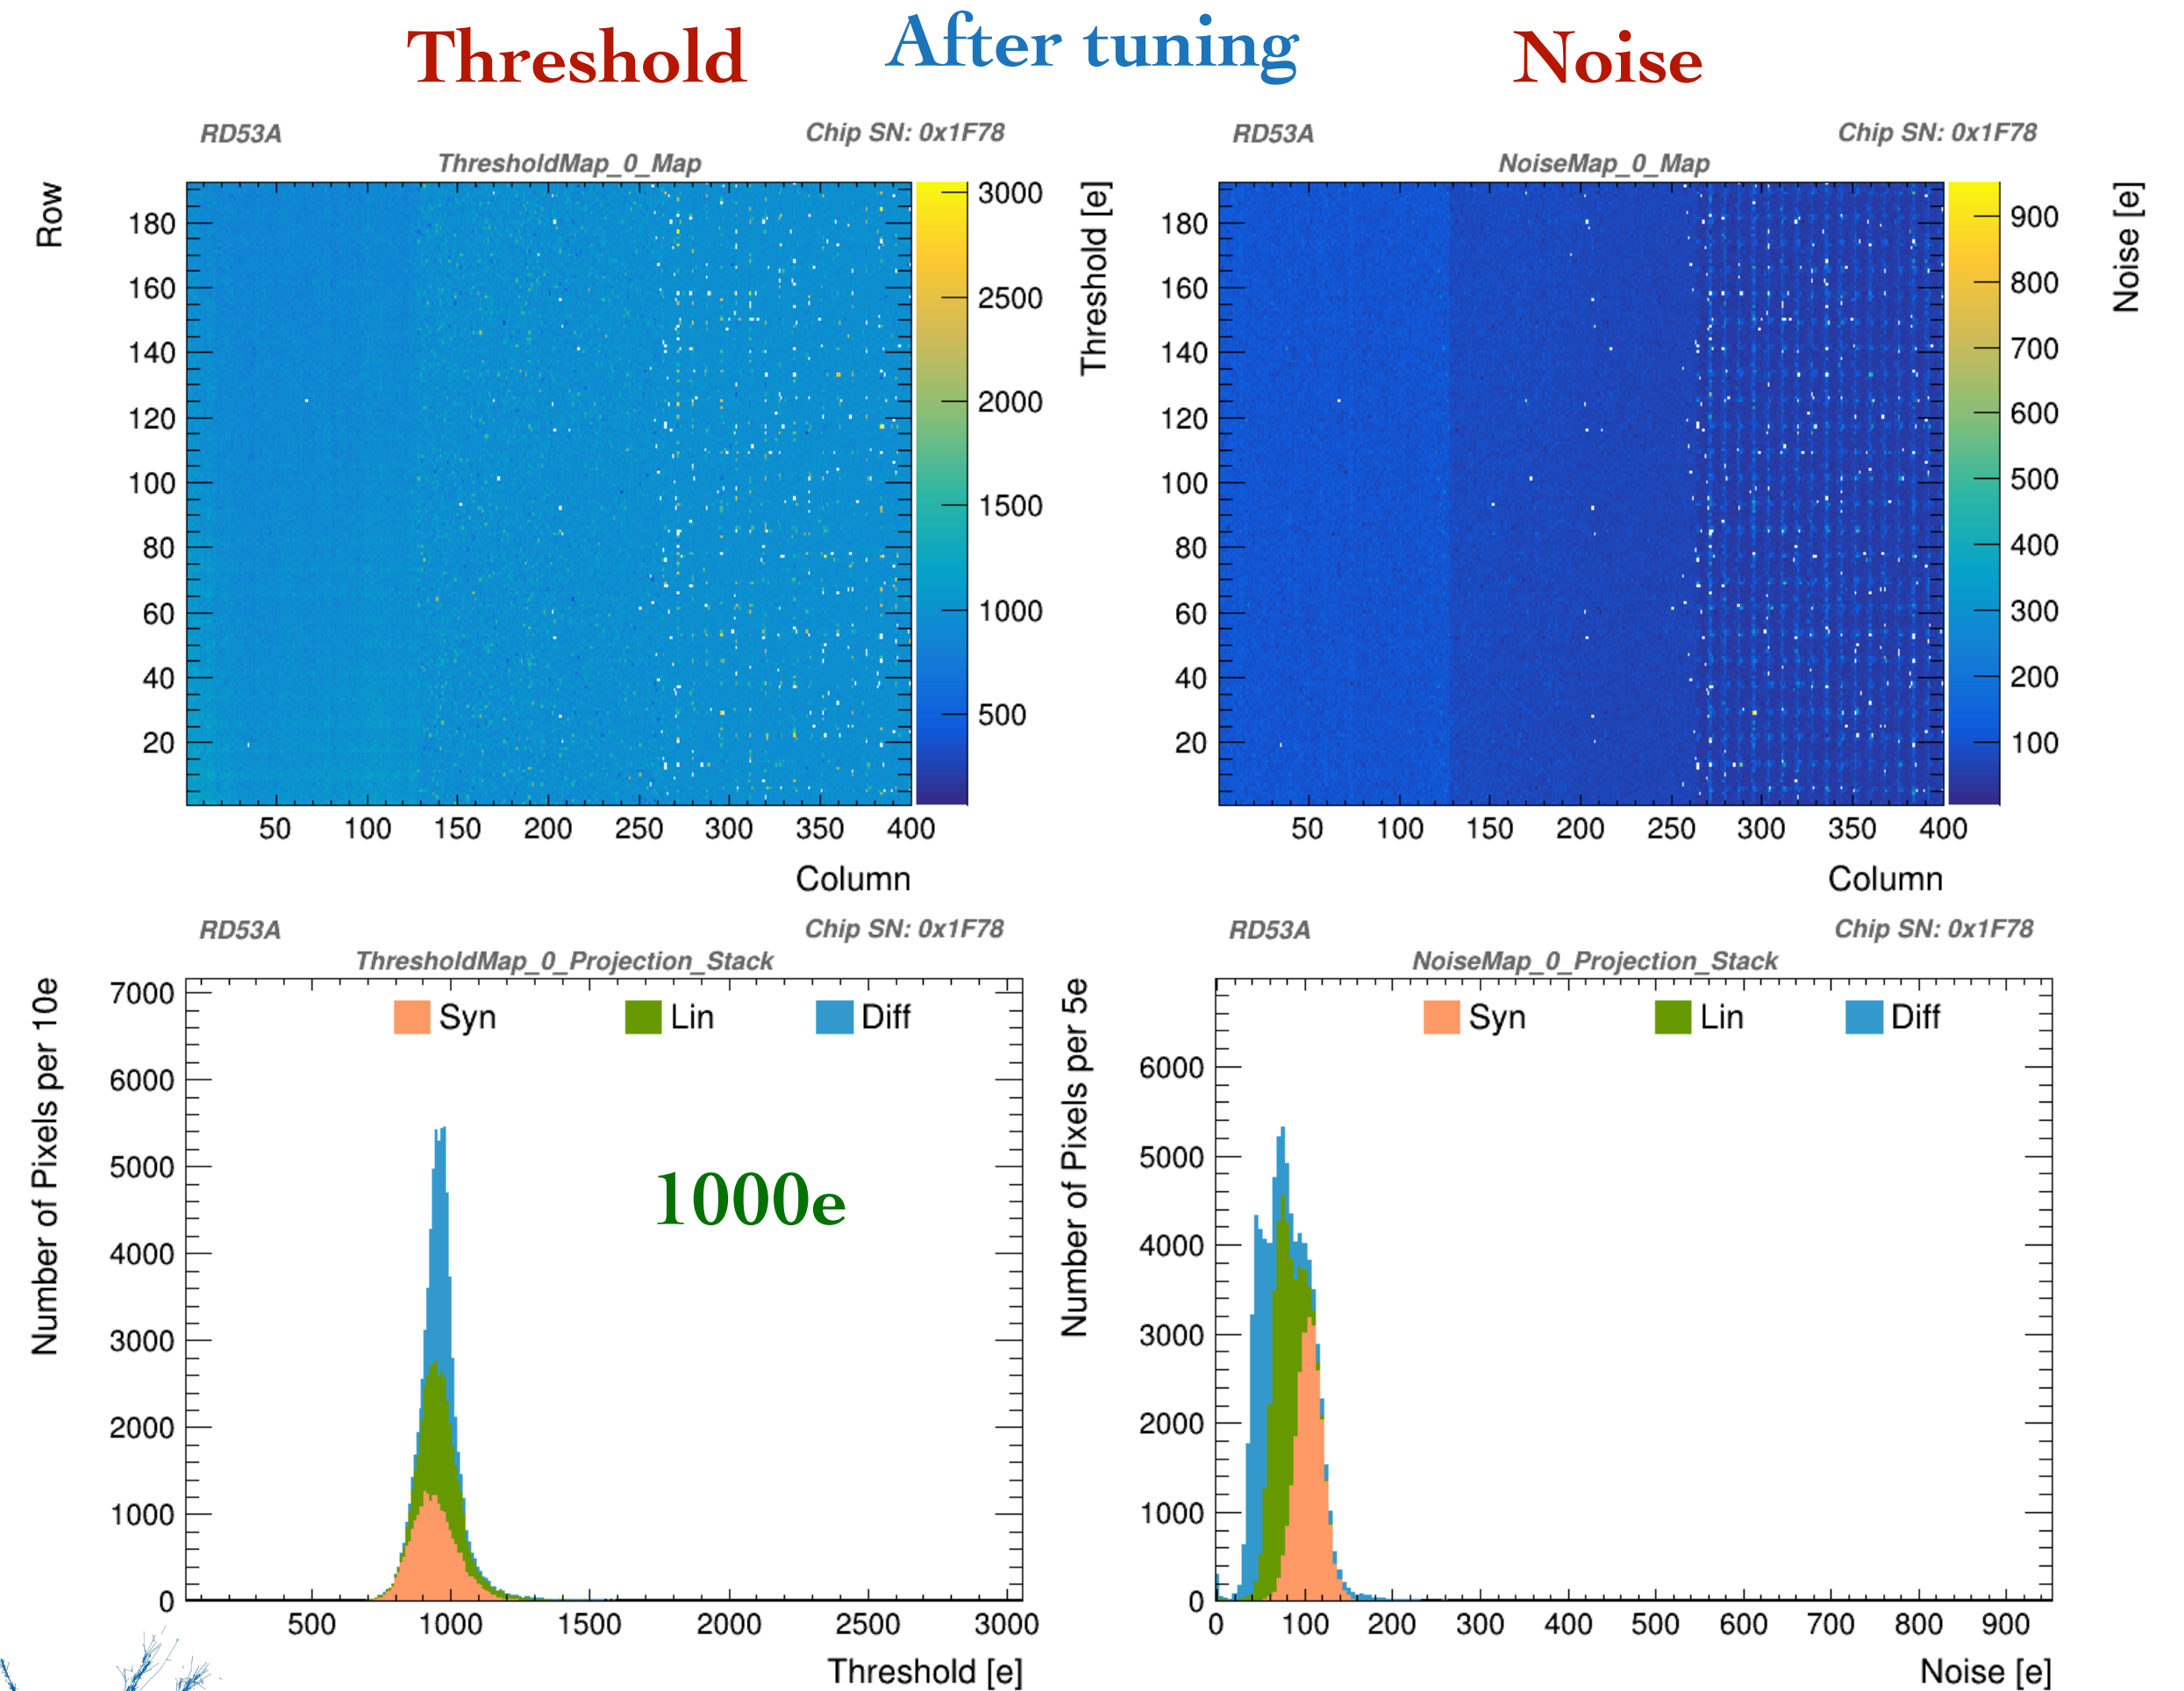 Threshold After tuning Noise
RD53A Chip SN: 0x1F78
ThresholdMap_0_Map
Row
180
160
140
120
100
80
60
40
20
50 100 150 200 250 300 350 400
Column
3000
2500
2000
1500
1000
500
Threshold [e]
RD53A Chip SN: 0x1F78
NoiseMap_0_Map
180
160
140
120
100
80
60
40
20
50 100 150 200 250 300 350 400
Column
900
800
700
600
500
400
300
200
100
Noise [e]
RD53A Chip SN: 0x1F78
ThresholdMap_0_Projection_Stack
Number of Pixels per 10e
7000
6000
5000
4000
3000
2000
1000
0
Syn Lin Diff
1000e
500 1000 1500 2000 2500 3000
Threshold [e]
RD53A Chip SN: 0x1F78
NoiseMap_0_Projection_Stack
Number of Pixels per 5e
6000
5000
4000
3000
2000
1000
0
Syn Lin Diff
0 100 200 300 400 500 600 700 800 900
Noise [e]